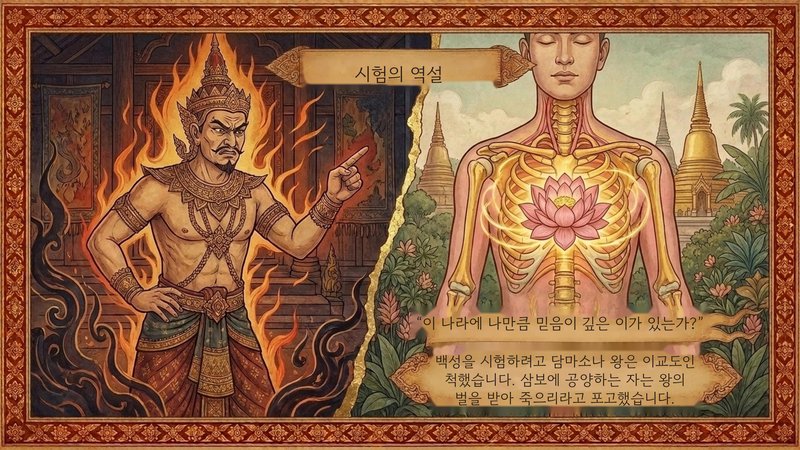 시험의 역설
“이 나라에 나만큼 믿음이 깊은 이가 있는가?”
백성을 시험하려고 담마소나 왕은 이교도인
척했습니다. 삼보에 공양하는 자는 왕의
벌을 받아 죽으리라고 포고했습니다.